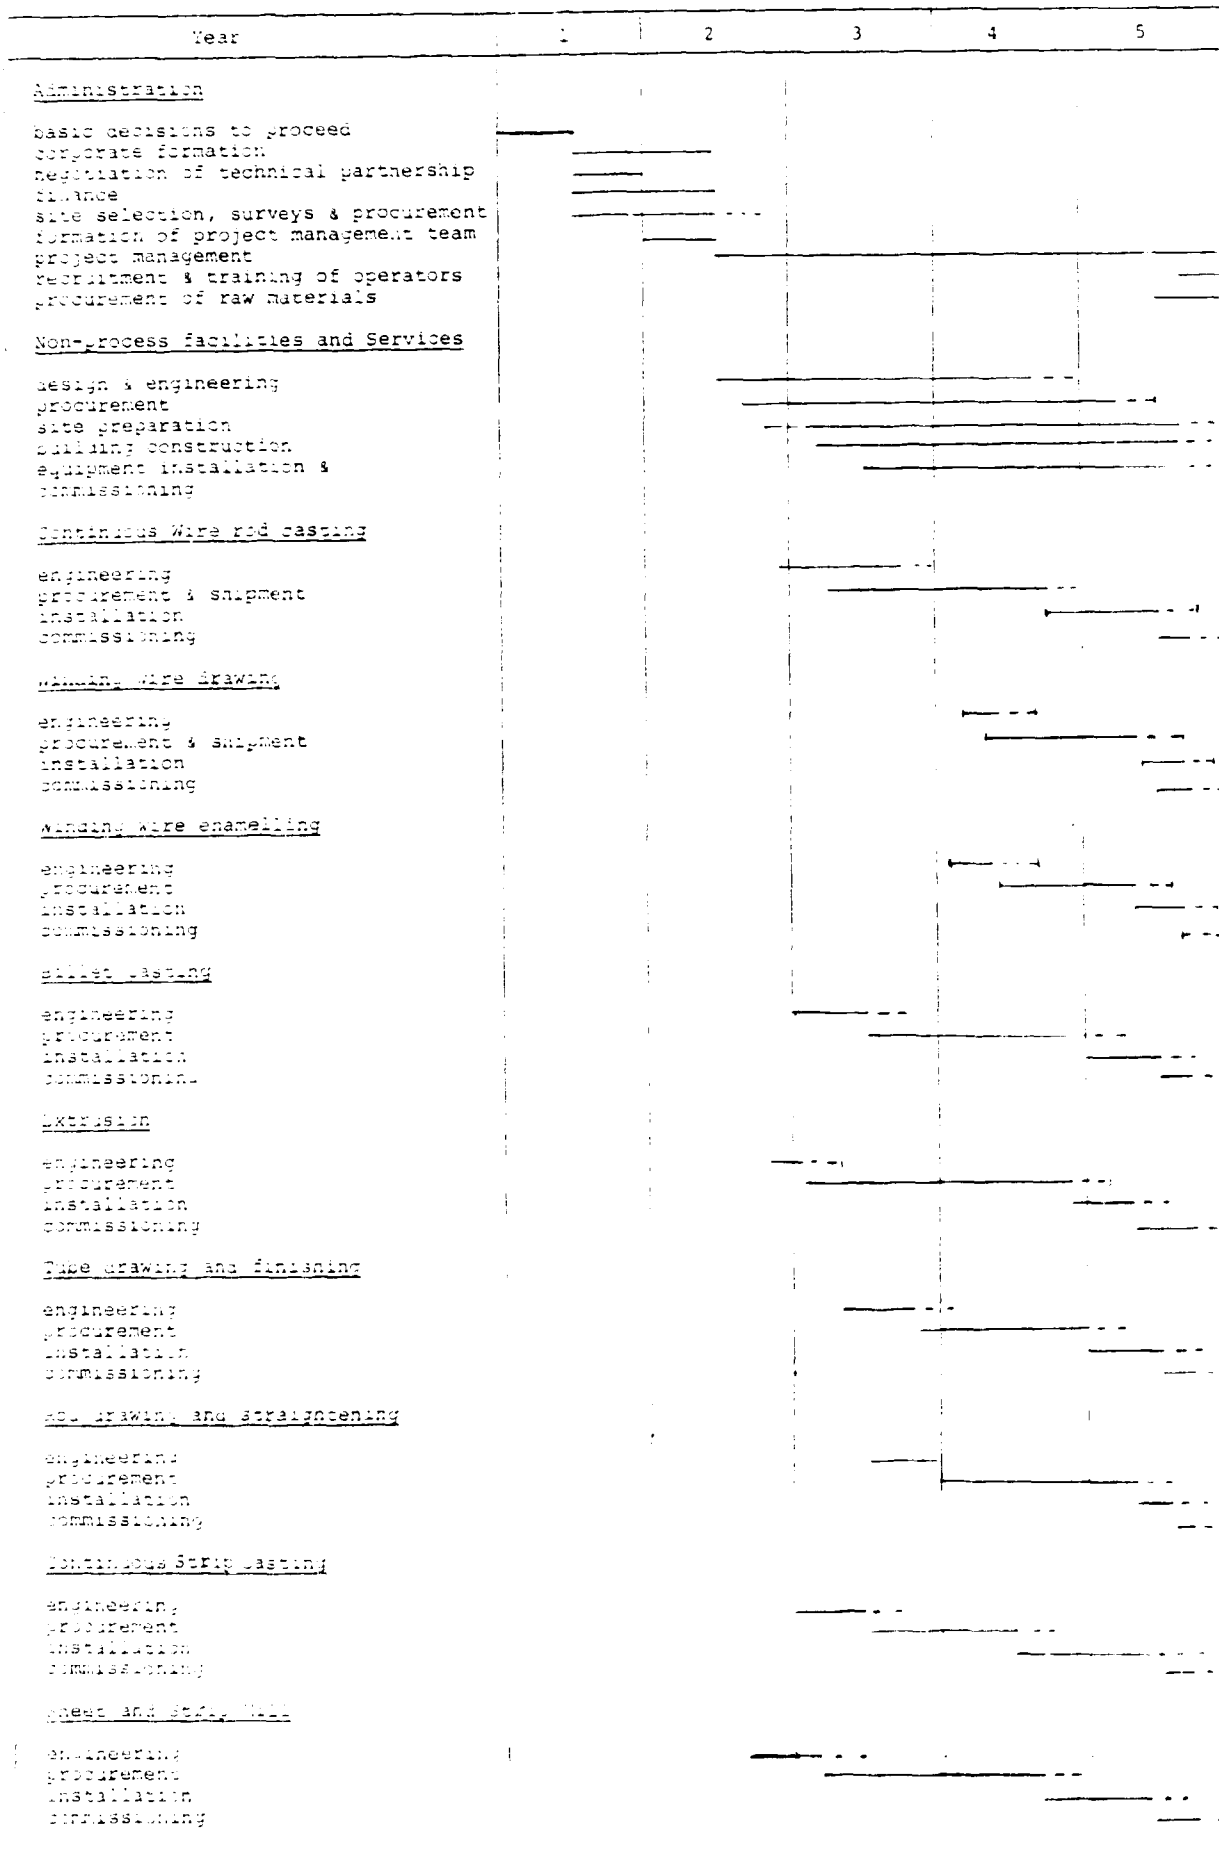 Year 1 2 3 4 5
Administration
basic decisions to proceed
corporate formation
negotiation of technical partnership
finance
site selection, surveys & procurement
formation of project management team
project management
recruitment & training of operators
procurement of raw materials
Non-process facilities and Services
design & engineering
procurement
site preparation
building construction
equipment installation &
commissioning
Continuous Wire rod casting
engineering
procurement & shipment
installation
commissioning
Winding wire drawing
engineering
procurement & shipment
installation
commissioning
Winding wire enamelling
engineering
procurement
installation
commissioning
Billet casting
engineering
procurement
installation
commissioning
Extrusion
engineering
procurement
installation
commissioning
Tube drawing and finishing
engineering
procurement
installation
commissioning
Rod drawing and straightening
engineering
procurement
installation
commissioning
Continuous Strip Casting
engineering
procurement
installation
commissioning
Sheet and Strip Mill
engineering
procurement
installation
commissioning